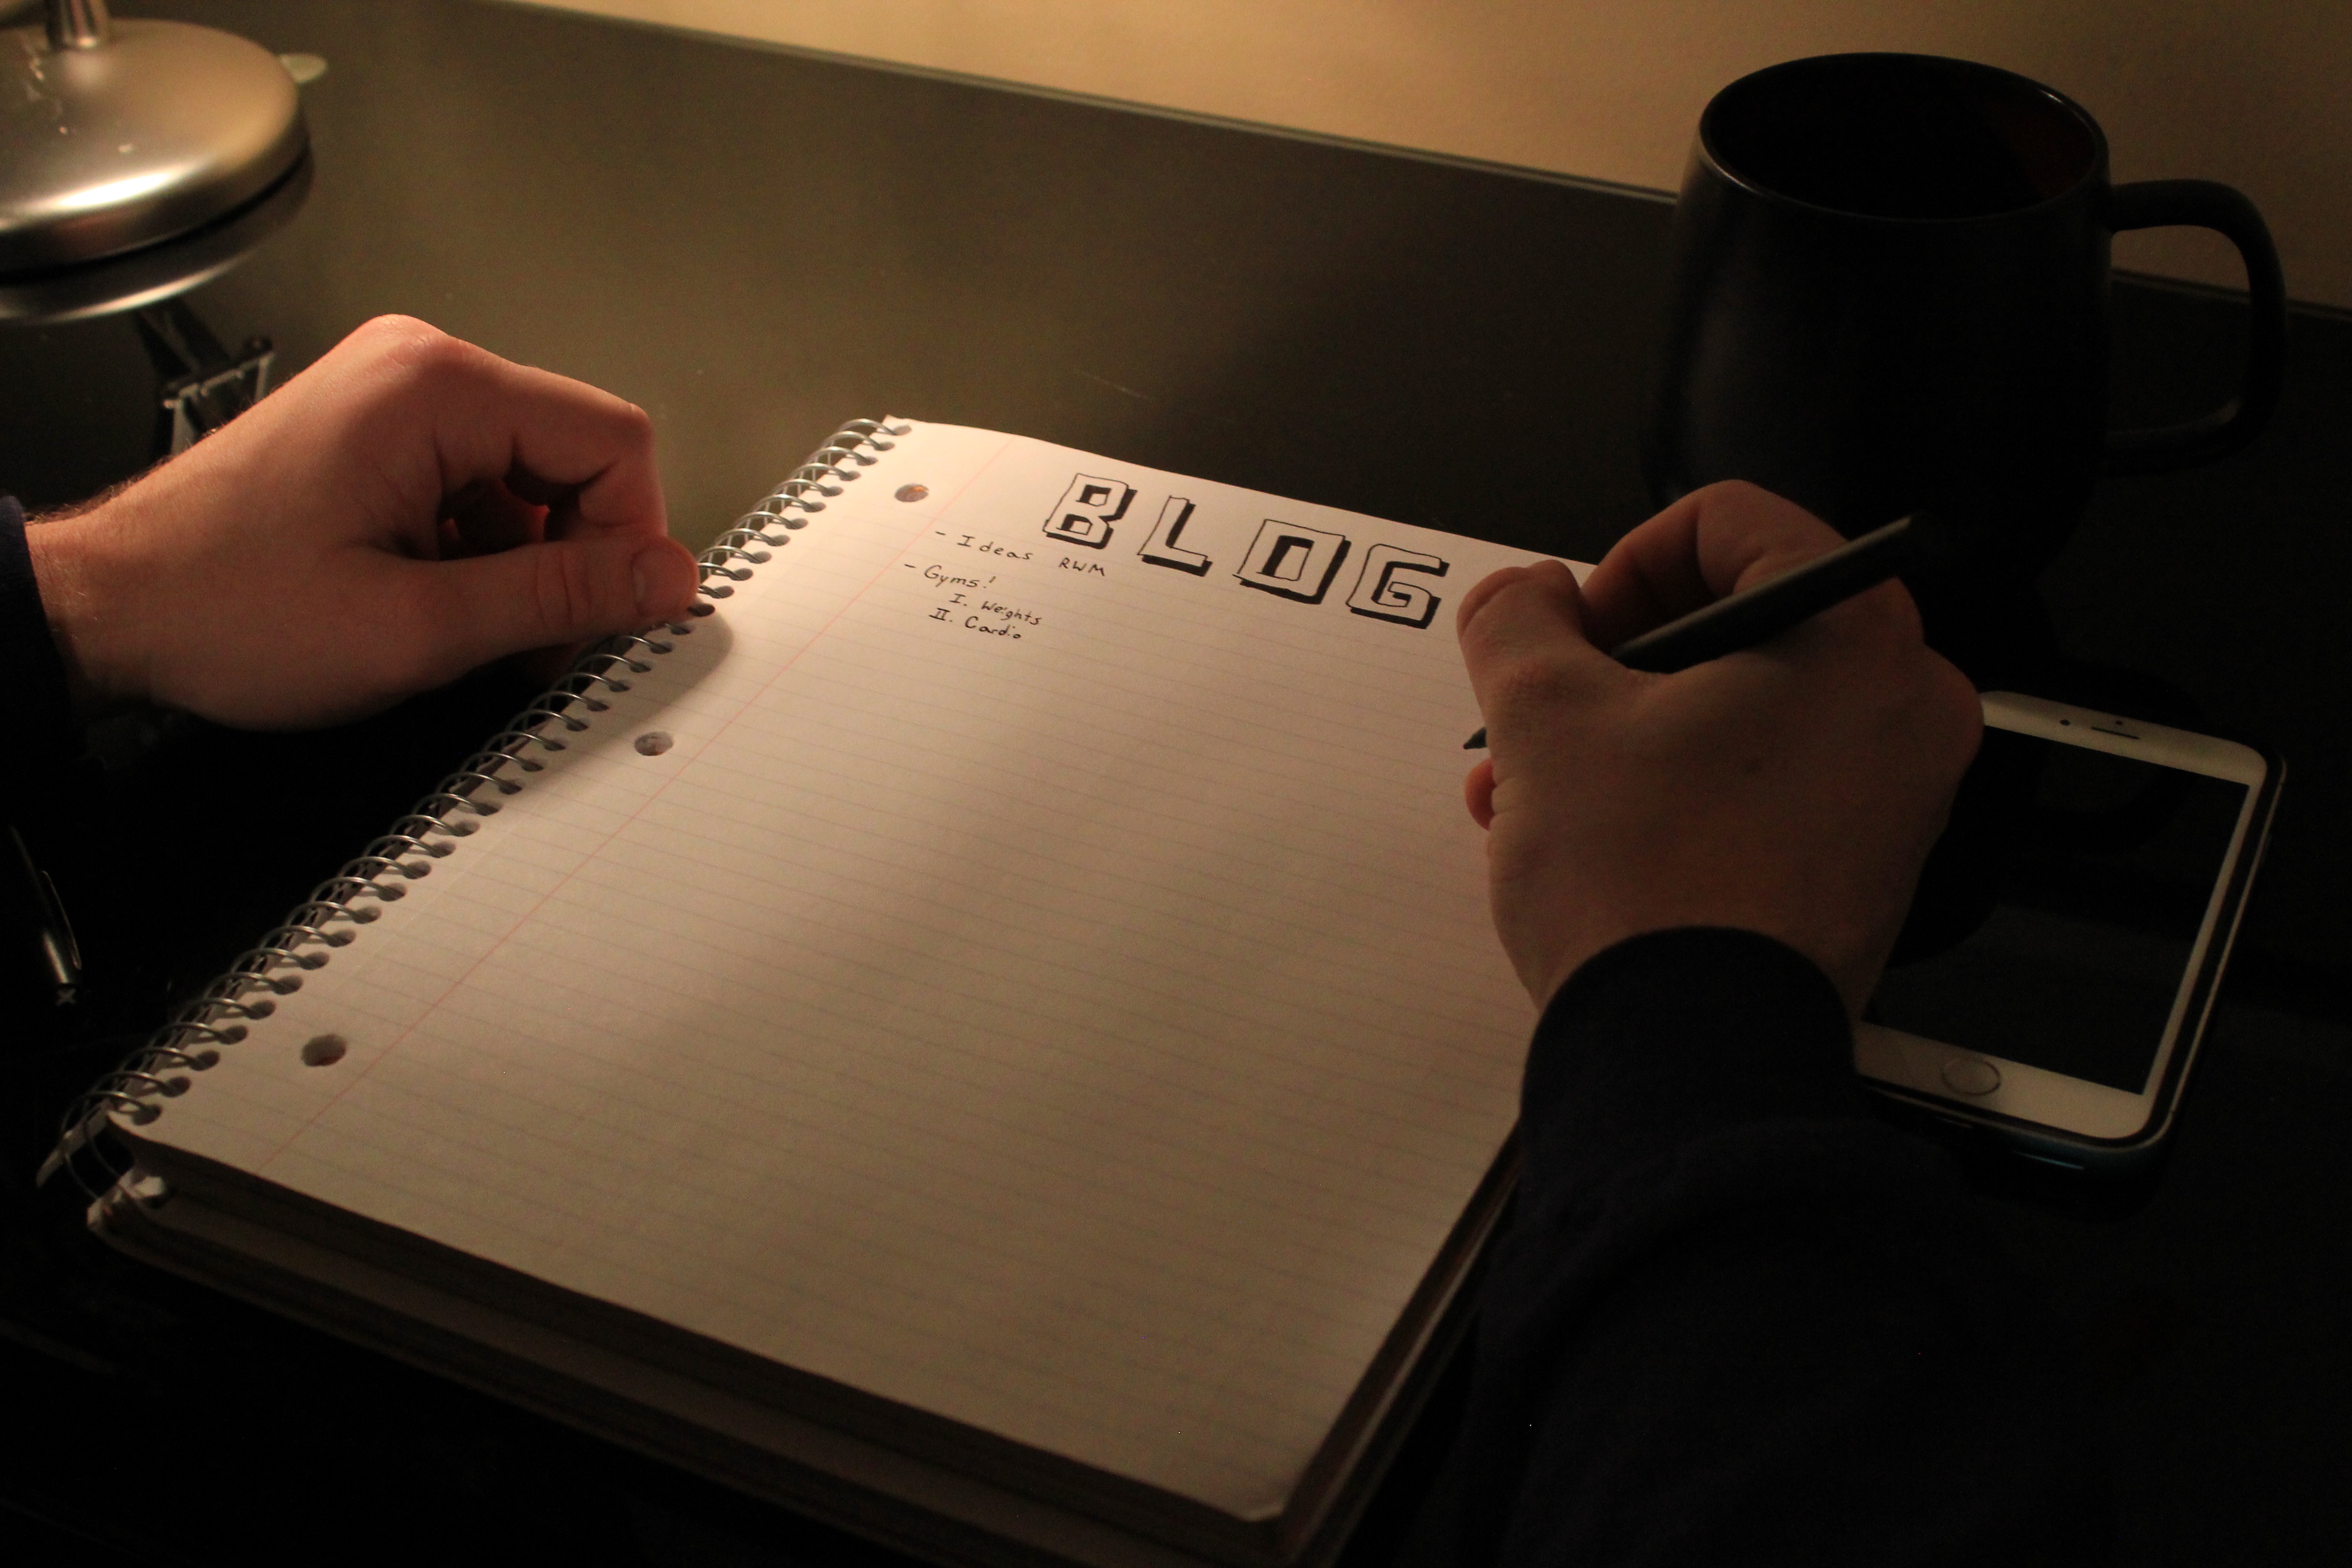 BLOG
- Ideas RWM
- Gyms!
I. Weights
II. Cardio